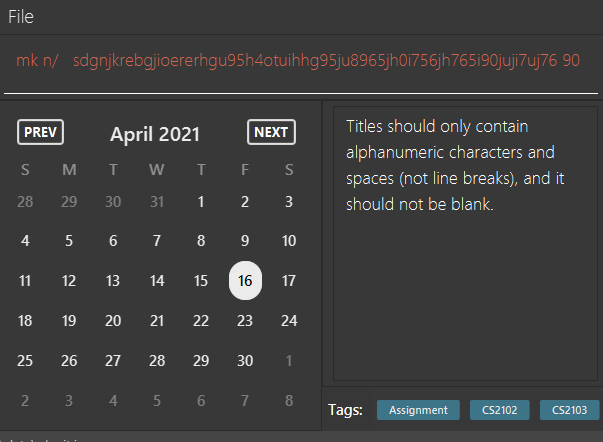 File
mk n/ sdgnjkrebgjioererhgu95h4otuihhg95ju8965jh0i756jh765i90juji7uj76 90
PREV April 2021 NEXT
S M T W T F S
28 29 30 31 1 2 3
4 5 6 7 8 9 10
11 12 13 14 15 16 17
18 19 20 21 22 23 24
25 26 27 28 29 30 1
2 3 4 5 6 7 8
Titles should only contain
alphanumeric characters and
spaces (not line breaks), and it
should not be blank.
Tags: Assignment CS2102 CS2103